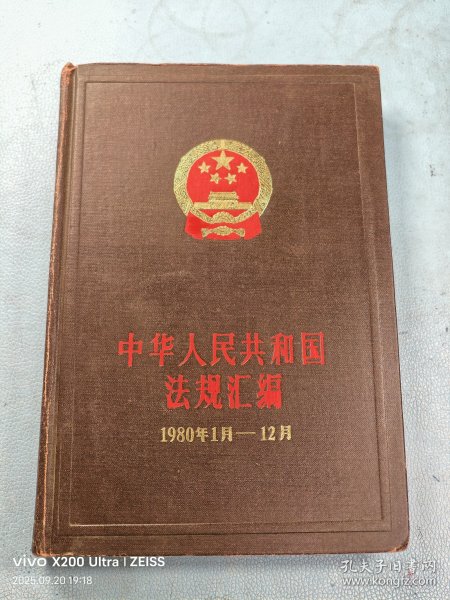 中华人民共和国
法规汇编
1980年1月—12月
vivo X200 Ultra | ZEISS
2025.09.20 19:18
孔夫子旧书网
www.kongfz.com